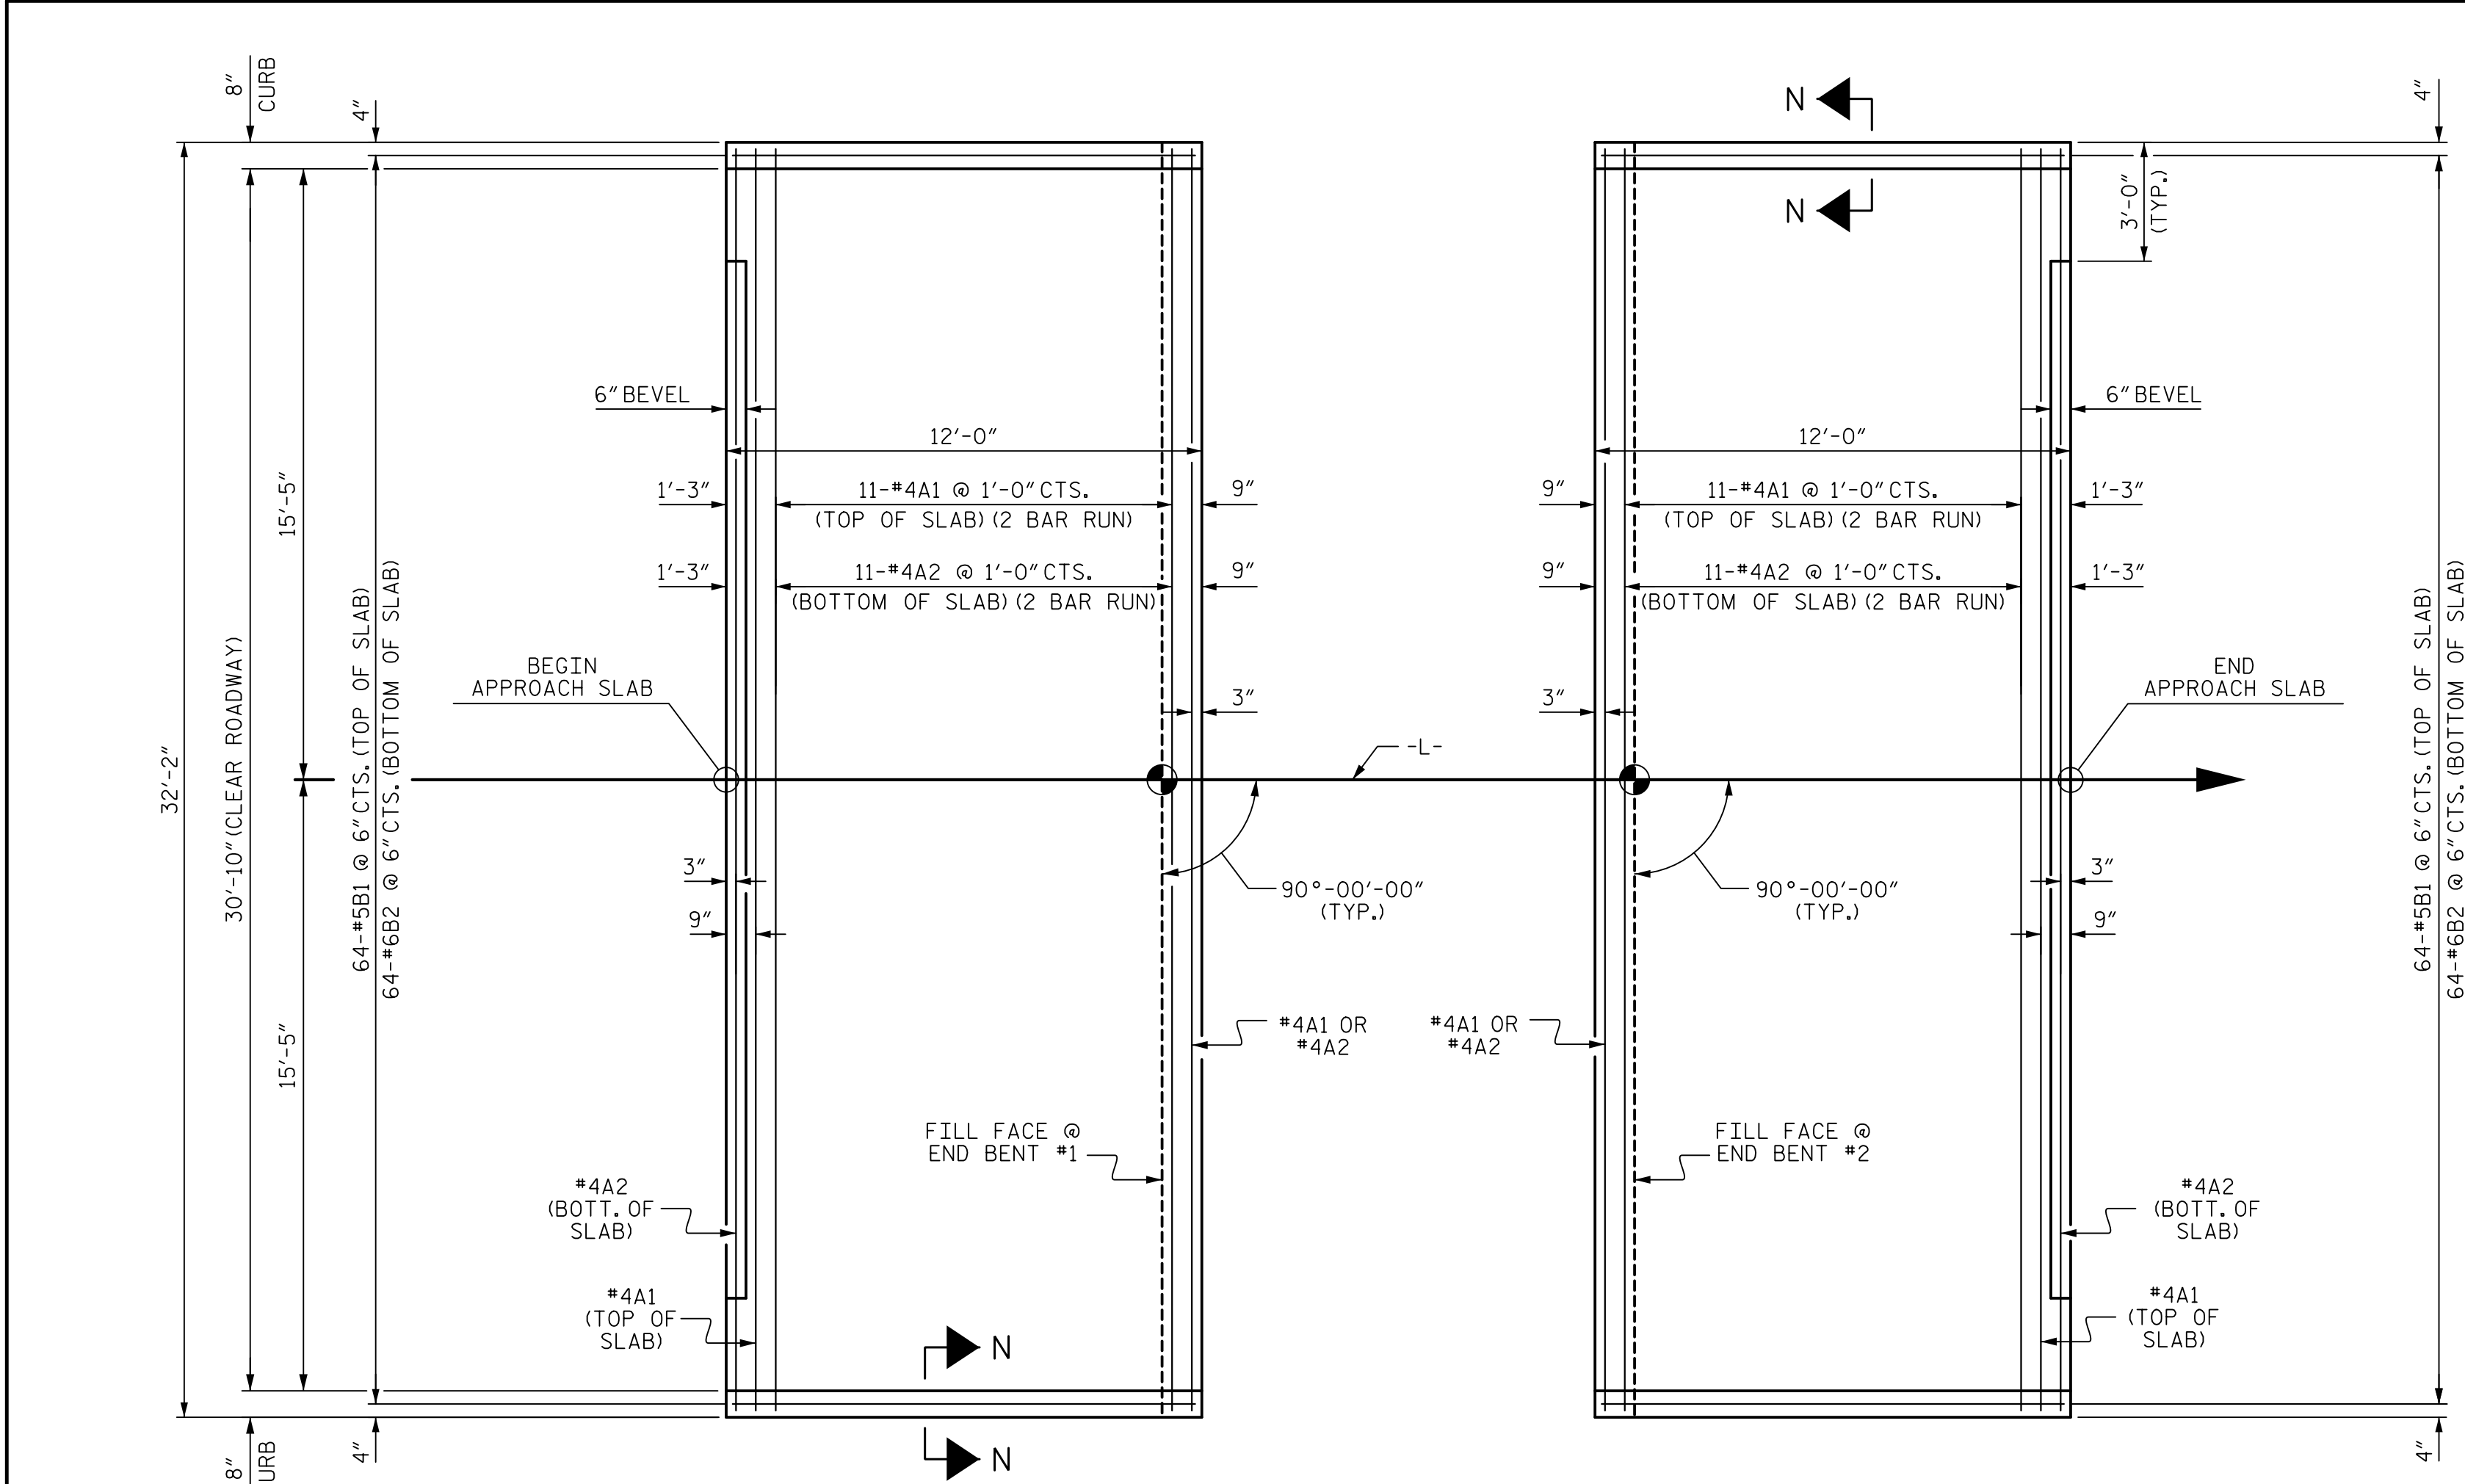 8"
CURB
4"
N
4"
N
3'-0"
(TYP.)
6" BEVEL
6" BEVEL
12'-0"
12'-0"
1'-3"
11-#4A1 @ 1'-0" CTS.
(TOP OF SLAB) (2 BAR RUN)
9"
9"
11-#4A1 @ 1'-0" CTS.
(TOP OF SLAB) (2 BAR RUN)
1'-3"
15'-5"
1'-3"
11-#4A2 @ 1'-0" CTS.
(BOTTOM OF SLAB) (2 BAR RUN)
9"
9"
11-#4A2 @ 1'-0" CTS.
(BOTTOM OF SLAB) (2 BAR RUN)
1'-3"
BEGIN
APPROACH SLAB
END
APPROACH SLAB
3"
3"
-L-
32'-2"
30'-10" (CLEAR ROADWAY)
64-#5B1 @ 6" CTS. (TOP OF SLAB)
64-#6B2 @ 6" CTS. (BOTTOM OF SLAB)
64-#5B1 @ 6" CTS. (TOP OF SLAB)
64-#6B2 @ 6" CTS. (BOTTOM OF SLAB)
3"
90°-00'-00"
(TYP.)
90°-00'-00"
(TYP.)
3"
9"
9"
15'-5"
#4A1 OR
#4A2
#4A1 OR
#4A2
FILL FACE @
END BENT #1
FILL FACE @
END BENT #2
#4A2
(BOTT. OF
SLAB)
#4A2
(BOTT. OF
SLAB)
#4A1
(TOP OF
SLAB)
#4A1
(TOP OF
SLAB)
N
N
8"
URB
4"
4"